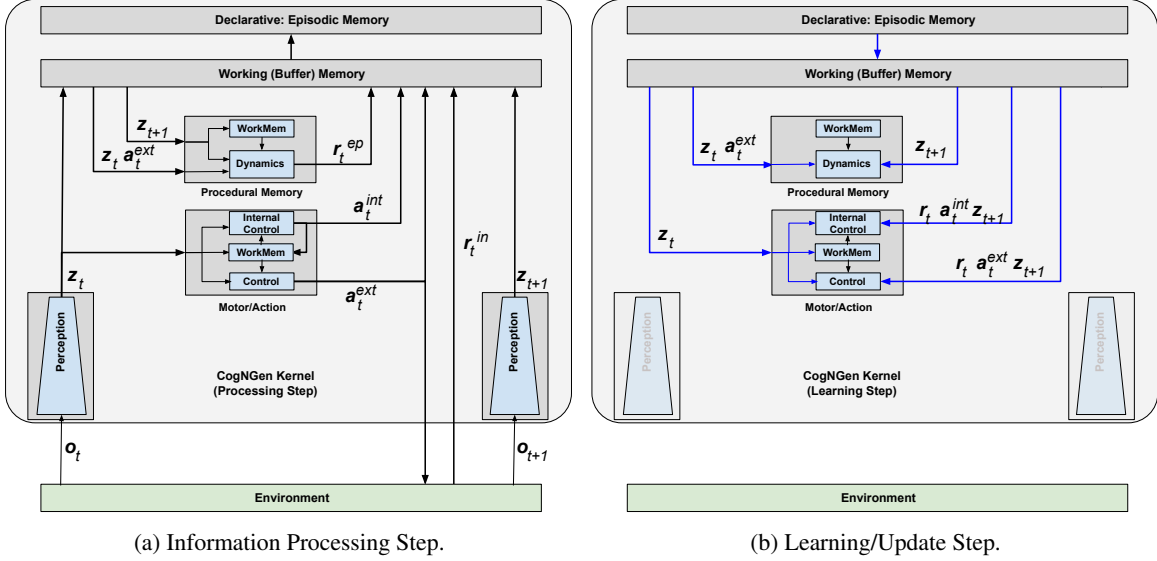 Declarative: Episodic Memory
Working (Buffer) Memory
z_{t+1}
z_t a_t^{ext}
WorkMem
Dynamics
r_t^{ep}
Procedural Memory
a_t^{int}
Internal
Control
WorkMem
Control
r_t^{in}
z_t
z_{t+1}
a_t^{ext}
Motor/Action
Perception
Perception
CogNGen Kernel
(Processing Step)
o_t
o_{t+1}
Environment
(a) Information Processing Step.
Declarative: Episodic Memory
Working (Buffer) Memory
WorkMem
z_t a_t^{ext}
Dynamics
z_{t+1}
Procedural Memory
Internal
Control
r_t a_t^{int} z_{t+1}
z_t
WorkMem
Control
r_t a_t^{ext} z_{t+1}
Motor/Action
Perception
Perception
CogNGen Kernel
(Learning Step)
Environment
(b) Learning/Update Step.